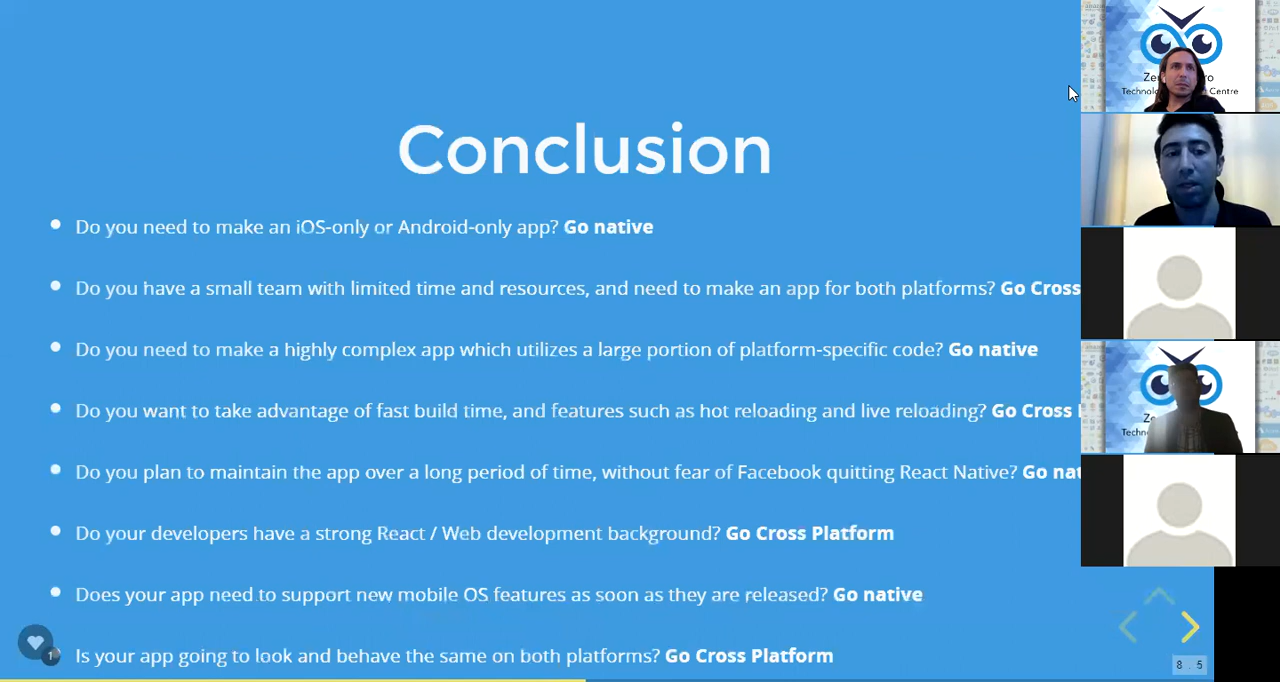 Conclusion
Do you need to make an iOS-only or Android-only app? Go native
Do you have a small team with limited time and resources, and need to make an app for both platforms? Go Cross
Do you need to make a highly complex app which utilizes a large portion of platform-specific code? Go native
Do you want to take advantage of fast build time, and features such as hot reloading and live reloading? Go Cross
Do you plan to maintain the app over a long period of time, without fear of Facebook quitting React Native? Go
Do your developers have a strong React / Web development background? Go Cross Platform
Does your app need to support new mobile OS features as soon as they are released? Go native
Is your app going to look and behave the same on both platforms? Go Cross Platform
1
8 . 5
Centre